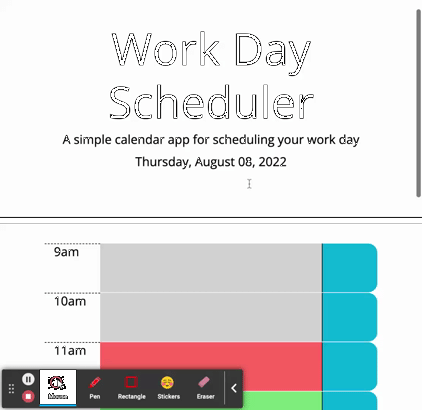 Work Day
Scheduler
A simple calendar app for scheduling your work day
Thursday, August 08, 2022
9am
10am
11am
Mouse
Pen
Rectangle
Stickers
Eraser